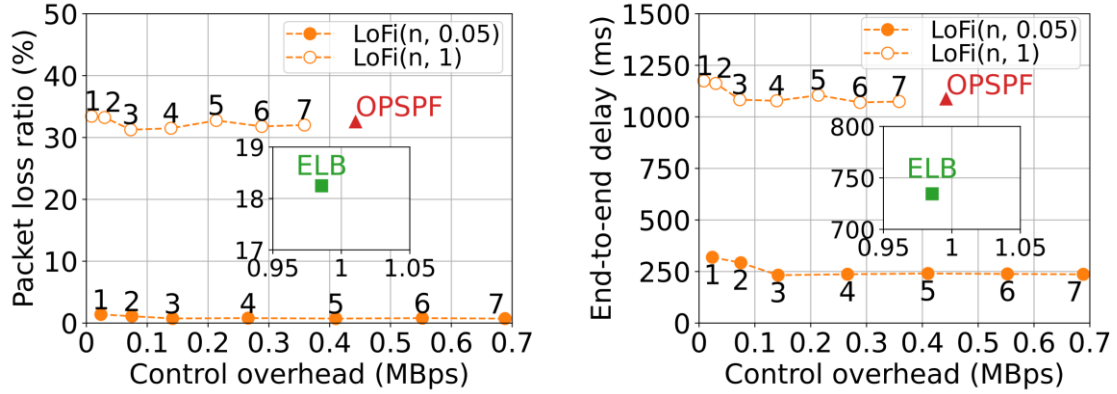 Packet loss ratio (%)
50
40
30
20
10
0
LoFi(n, 0.05)
LoFi(n, 1)
1 2 3 4 5 6 7
OPSPF
19
18
17
ELB
0.95 1 1.05
1 2 3 4 5 6 7
0 0.1 0.2 0.3 0.4 0.5 0.6 0.7
Control overhead (MBps)
End-to-end delay (ms)
1500
1250
1000
750
500
250
0
LoFi(n, 0.05)
LoFi(n, 1)
1 2 3 4 5 6 7
OPSPF
800
750
700
ELB
0.95 1 1.05
1 2 3 4 5 6 7
0 0.1 0.2 0.3 0.4 0.5 0.6 0.7
Control overhead (MBps)